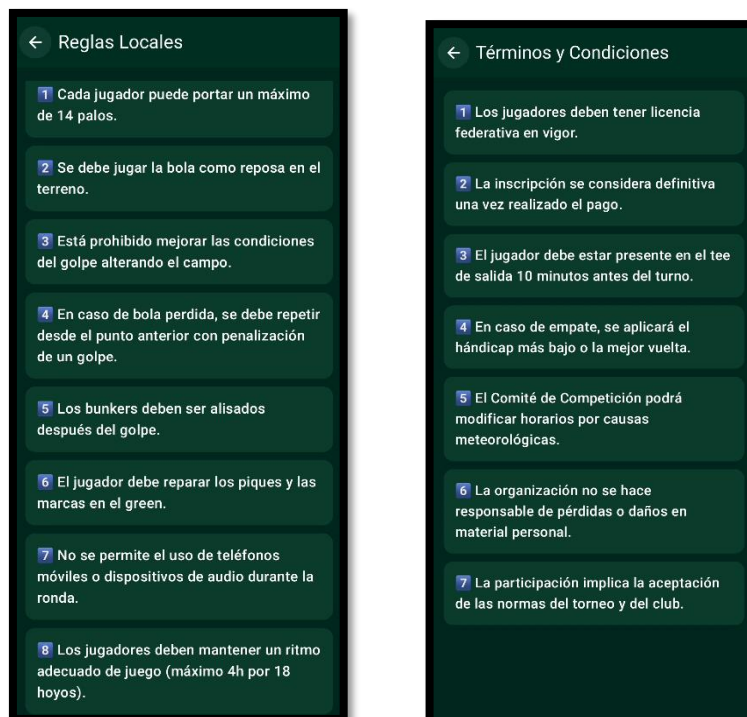 ← Reglas Locales
1 Cada jugador puede portar un máximo
de 14 palos.
2 Se debe jugar la bola como reposa en el
terreno.
3 Está prohibido mejorar las condiciones
del golpe alterando el campo.
4 En caso de bola perdida, se debe repetir
desde el punto anterior con penalización
de un golpe.
5 Los bunkers deben ser alisados
después del golpe.
6 El jugador debe reparar los piques y las
marcas en el green.
7 No se permite el uso de teléfonos
móviles o dispositivos de audio durante la
ronda.
8 Los jugadores deben mantener un ritmo
adecuado de juego (máximo 4h por 18
hoyos).
← Términos y Condiciones
1 Los jugadores deben tener licencia
federativa en vigor.
2 La inscripción se considera definitiva
una vez realizado el pago.
3 El jugador debe estar presente en el tee
de salida 10 minutos antes del turno.
4 En caso de empate, se aplicará el
hándicap más bajo o la mejor vuelta.
5 El Comité de Competición podrá
modificar horarios por causas
meteorológicas.
6 La organización no se hace
responsable de pérdidas o daños en
material personal.
7 La participación implica la aceptación
de las normas del torneo y del club.